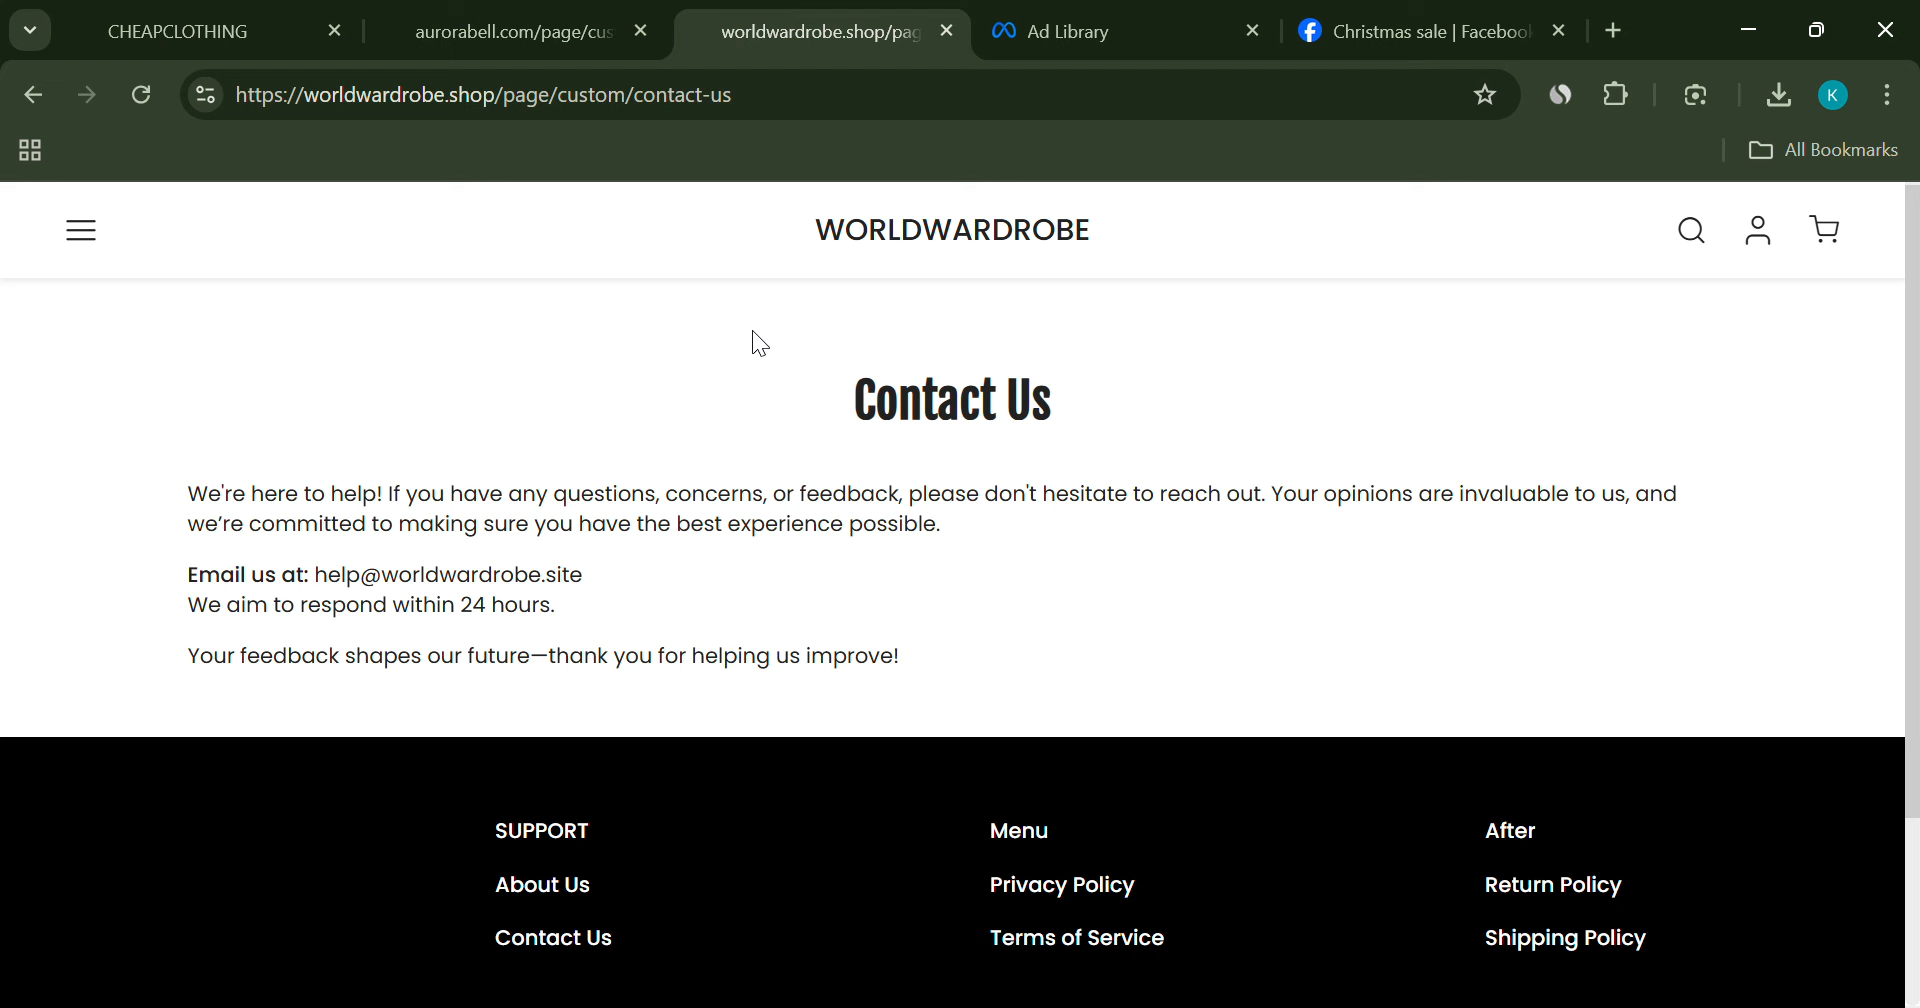 CHEAPCLOTHING
aurorabell.com/page/cus
worldwardrobe.shop/pag
Ad Library
Christmas sale | Facebook
https://worldwardrobe.shop/page/custom/contact-us
K
All Bookmarks
WORLDWARDROBE
Contact Us
We're here to help! If you have any questions, concerns, or feedback, please don't hesitate to reach out. Your opinions are invaluable to us, and
we’re committed to making sure you have the best experience possible.
Email us at: help@worldwardrobe.site
We aim to respond within 24 hours.
Your feedback shapes our future—thank you for helping us improve!
SUPPORT
Menu
After
About Us
Privacy Policy
Return Policy
Contact Us
Terms of Service
Shipping Policy